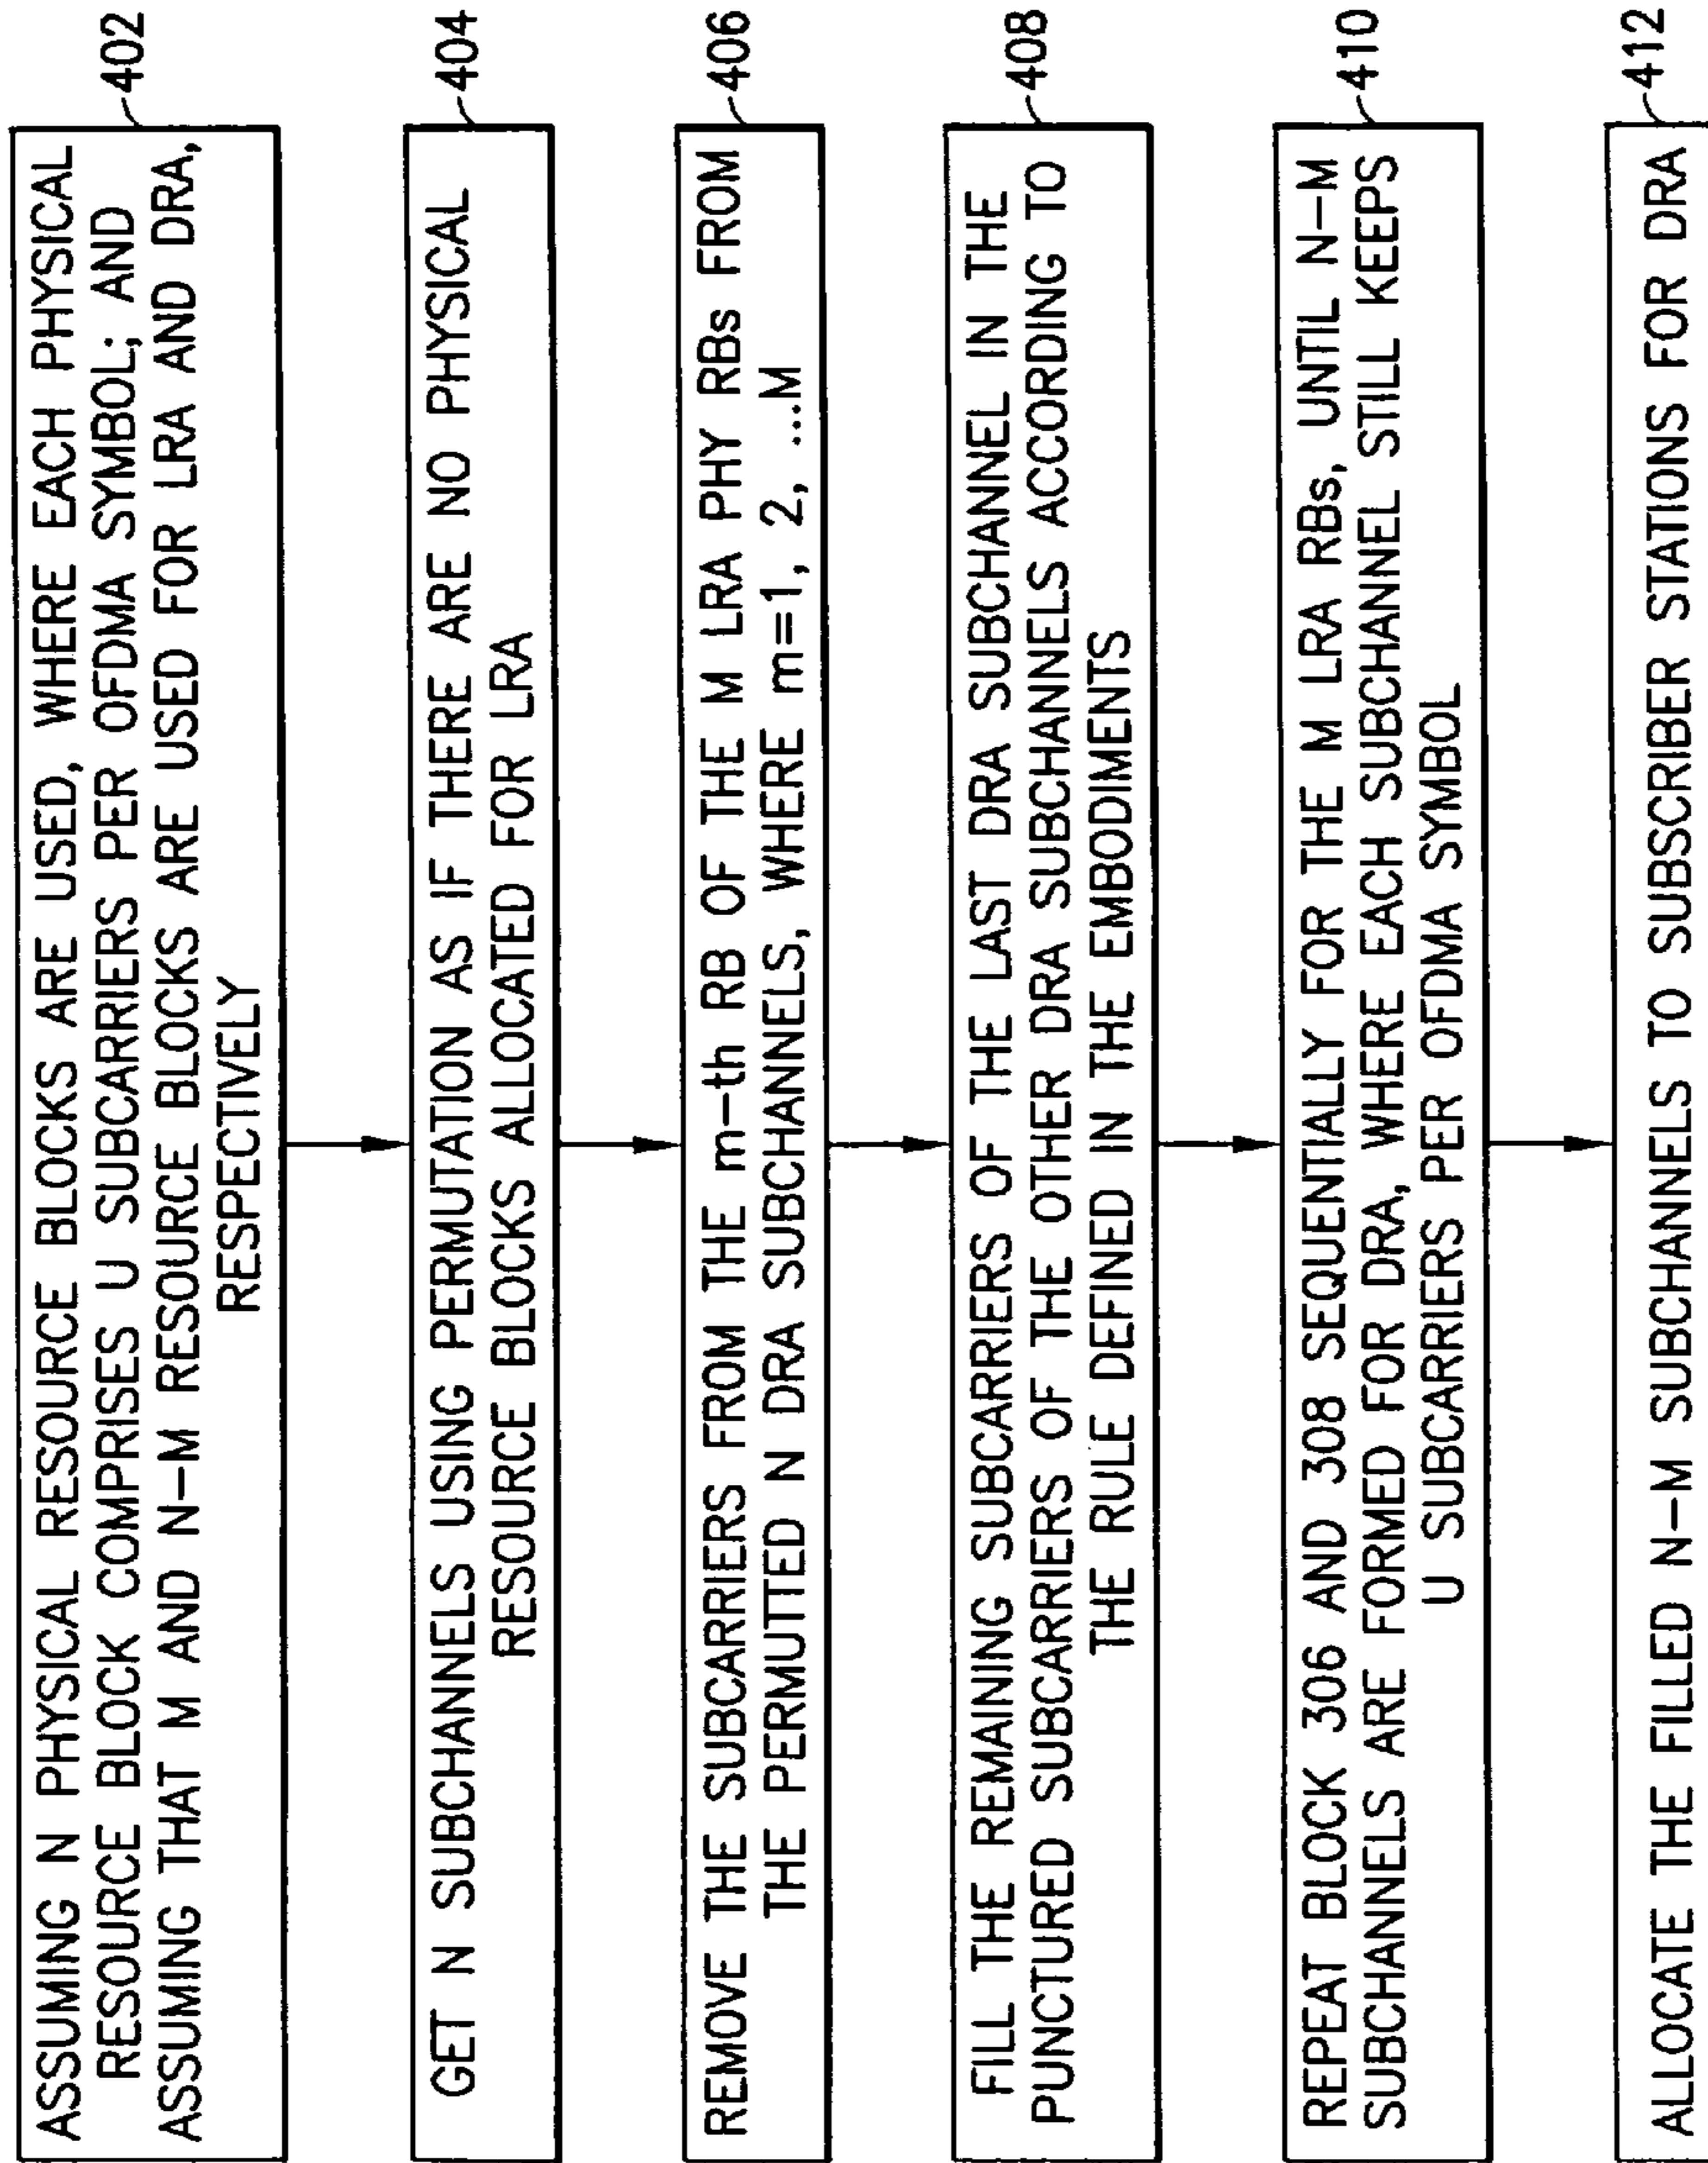 ASSUMING N PHYSICAL RESOURCE BLOCKS ARE USED, WHERE EACH PHYSICAL
RESOURCE BLOCK COMPRISES U SUBCARRIERS PER OFDMA SYMBOL; AND
ASSUMING THAT M AND N-M RESOURCE BLOCKS ARE USED FOR LRA AND DRA,
RESPECTIVELY
402
GET N SUBCHANNELS USING PERMUTATION AS IF THERE ARE NO PHYSICAL
RESOURCE BLOCKS ALLOCATED FOR LRA
404
REMOVE THE SUBCARRIERS FROM THE m-th RB OF THE M LRA PHY RBs FROM
THE PERMUTTED N DRA SUBCHANNELS, WHERE m=1, 2, ...M
406
FILL THE REMAINING SUBCARRIERS OF THE LAST DRA SUBCHANNEL IN THE
PUNCTURED SUBCARRIERS OF THE OTHER DRA SUBCHANNELS ACCORDING TO
THE RULE DEFINED IN THE EMBODIMENTS
408
REPEAT BLOCK 306 AND 308 SEQUENTIALLY FOR THE M LRA RBs, UNTIL N-M
SUBCHANNELS ARE FORMED FOR DRA, WHERE EACH SUBCHANNEL STILL KEEPS
U SUBCARRIERS PER OFDMA SYMBOL
410
ALLOCATE THE FILLED N-M SUBCHANNELS TO SUBSCRIBER STATIONS FOR DRA
412